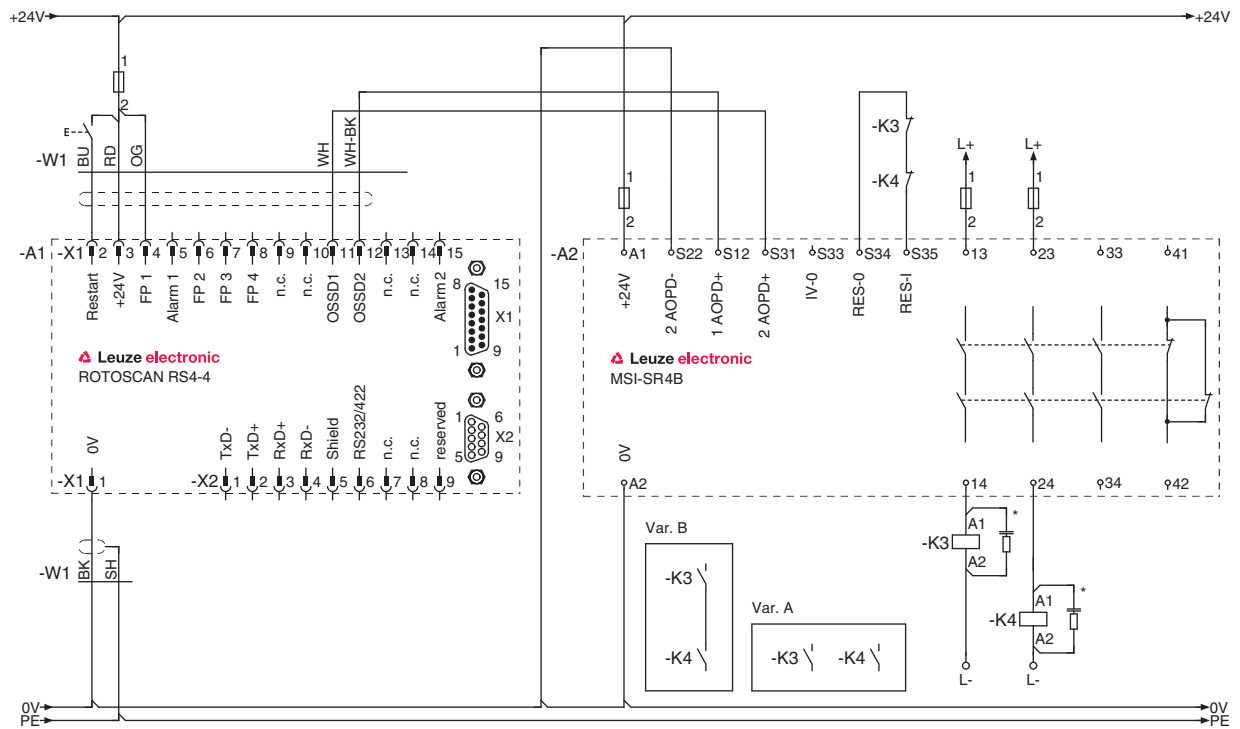 +24V
+24V
1
2
-W1
BU
RD
OG
WH
WH-BK
-K3
-K4
L+
1
2
L+
1
2
1
2
-A1
-X1
2
3
4
5
6
7
8
9
10
11
12
13
14
15
Restart
+24V
FP 1
Alarm 1
FP 2
FP 3
FP 4
n.c.
n.c.
OSSD1
OSSD2
n.c.
n.c.
Alarm 2
8
15
X1
1
9
Leuze electronic
ROTOSCAN RS4-4
1
6
X2
5
9
0V
TxD-
TxD+
RxD+
RxD-
Shield
RS232/422
n.c.
n.c.
reserved
-X1
1
-X2
1
2
3
4
5
6
7
8
9
-A2
A1
S22
S12
S31
S33
S34
S35
13
23
33
41
+24V
2 AOPD-
1 AOPD+
2 AOPD+
IV-0
RES-0
RES-I
Leuze electronic
MSI-SR4B
0V
A2
14
24
34
42
-W1
BK
SH
Var. B
-K3
-K4
Var. A
-K3
-K4
-K3
A1
A2
*
-K4
A1
A2
*
L-
L-
0V
0V
PE
PE